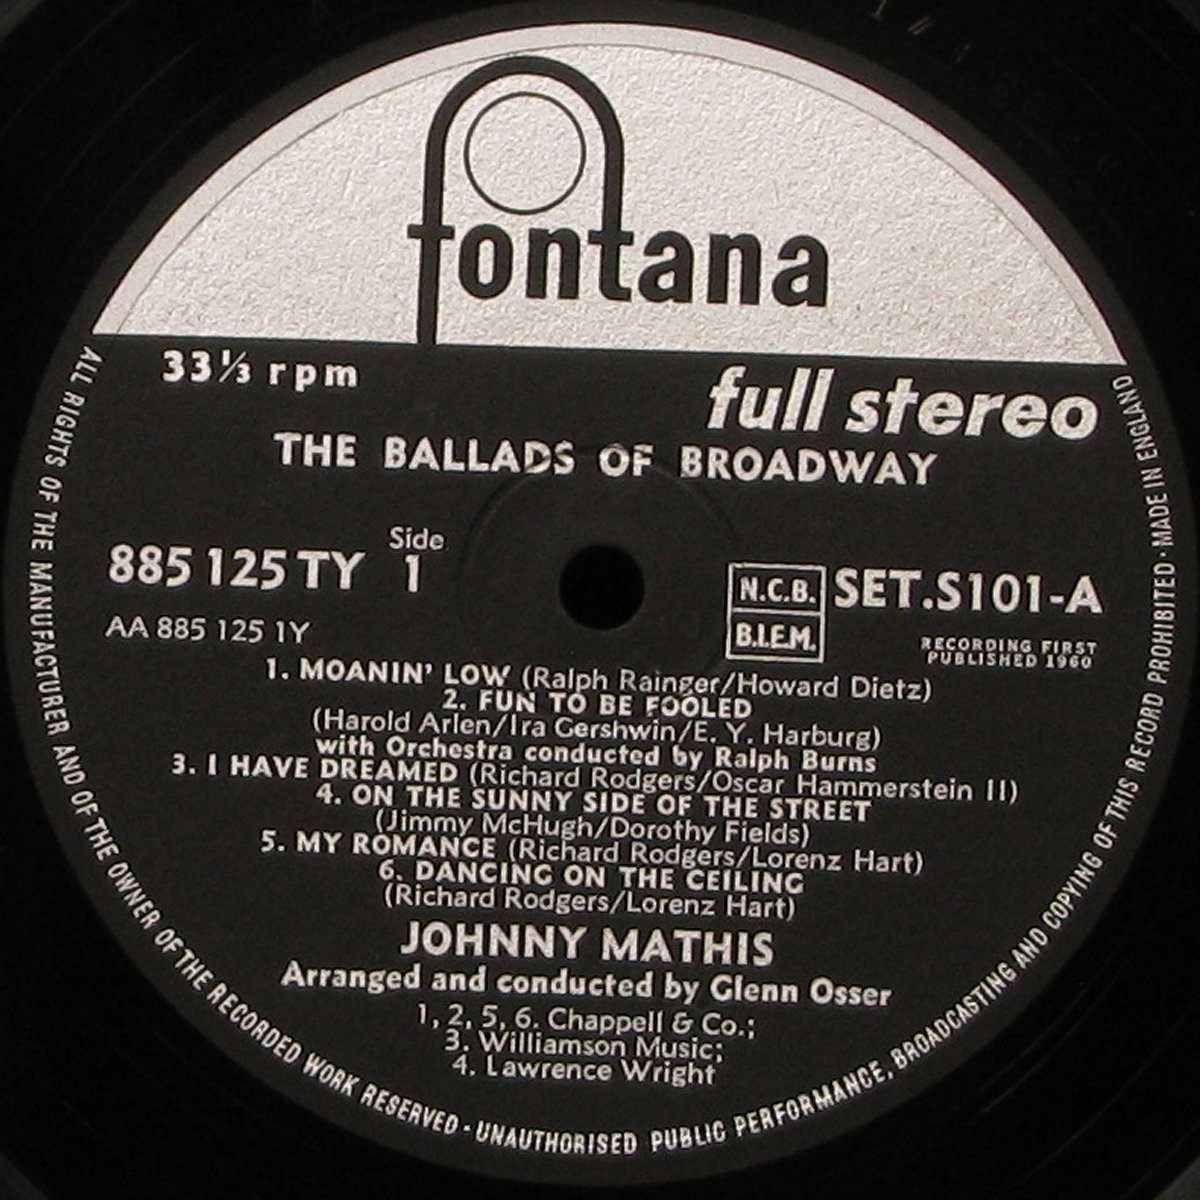 fontana
33⅓ rpm
full stereo
THE BALLADS OF BROADWAY
Side
885 125 TY 1
N.C.B.
B.I.E.M.
SET.S101-A
AA 885 125 1Y
RECORDING FIRST
PUBLISHED 1960
1. MOANIN' LOW (Ralph Rainger/Howard Dietz)
2. FUN TO BE FOOLED
(Harold Arlen/Ira Gershwin/E. Y. Harburg)
with Orchestra conducted by Ralph Burns
3. I HAVE DREAMED (Richard Rodgers/Oscar Hammerstein II)
4. ON THE SUNNY SIDE OF THE STREET
(Jimmy McHugh/Dorothy Fields)
5. MY ROMANCE (Richard Rodgers/Lorenz Hart)
6. DANCING ON THE CEILING
(Richard Rodgers/Lorenz Hart)
JOHNNY MATHIS
Arranged and conducted by Glenn Osser
1, 2, 5, 6. Chappell & Co.;
3. Williamson Music;
4. Lawrence Wright
ALL RIGHTS OF THE MANUFACTURER AND OF THE OWNER OF THE RECORDED WORK RESERVED · UNAUTHORISED PUBLIC PERFORMANCE, BROADCASTING AND COPYING OF THIS RECORD PROHIBITED · MADE IN ENGLAND